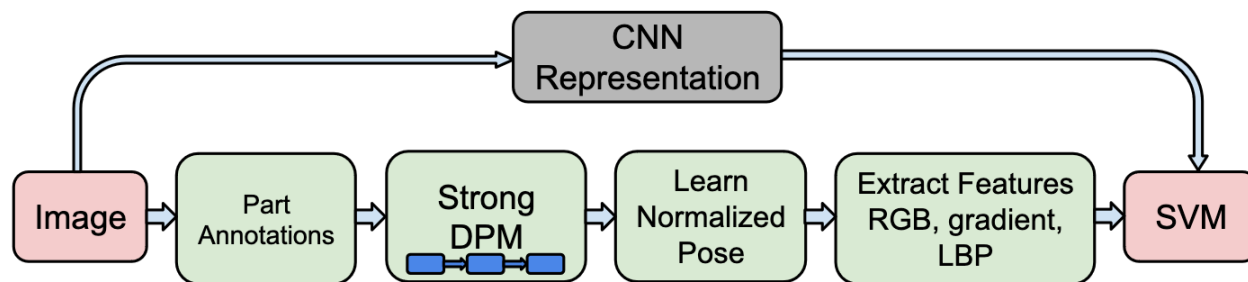 CNN
Representation
Image
Part
Annotations
Strong
DPM
Learn
Normalized
Pose
Extract Features
RGB, gradient,
LBP
SVM